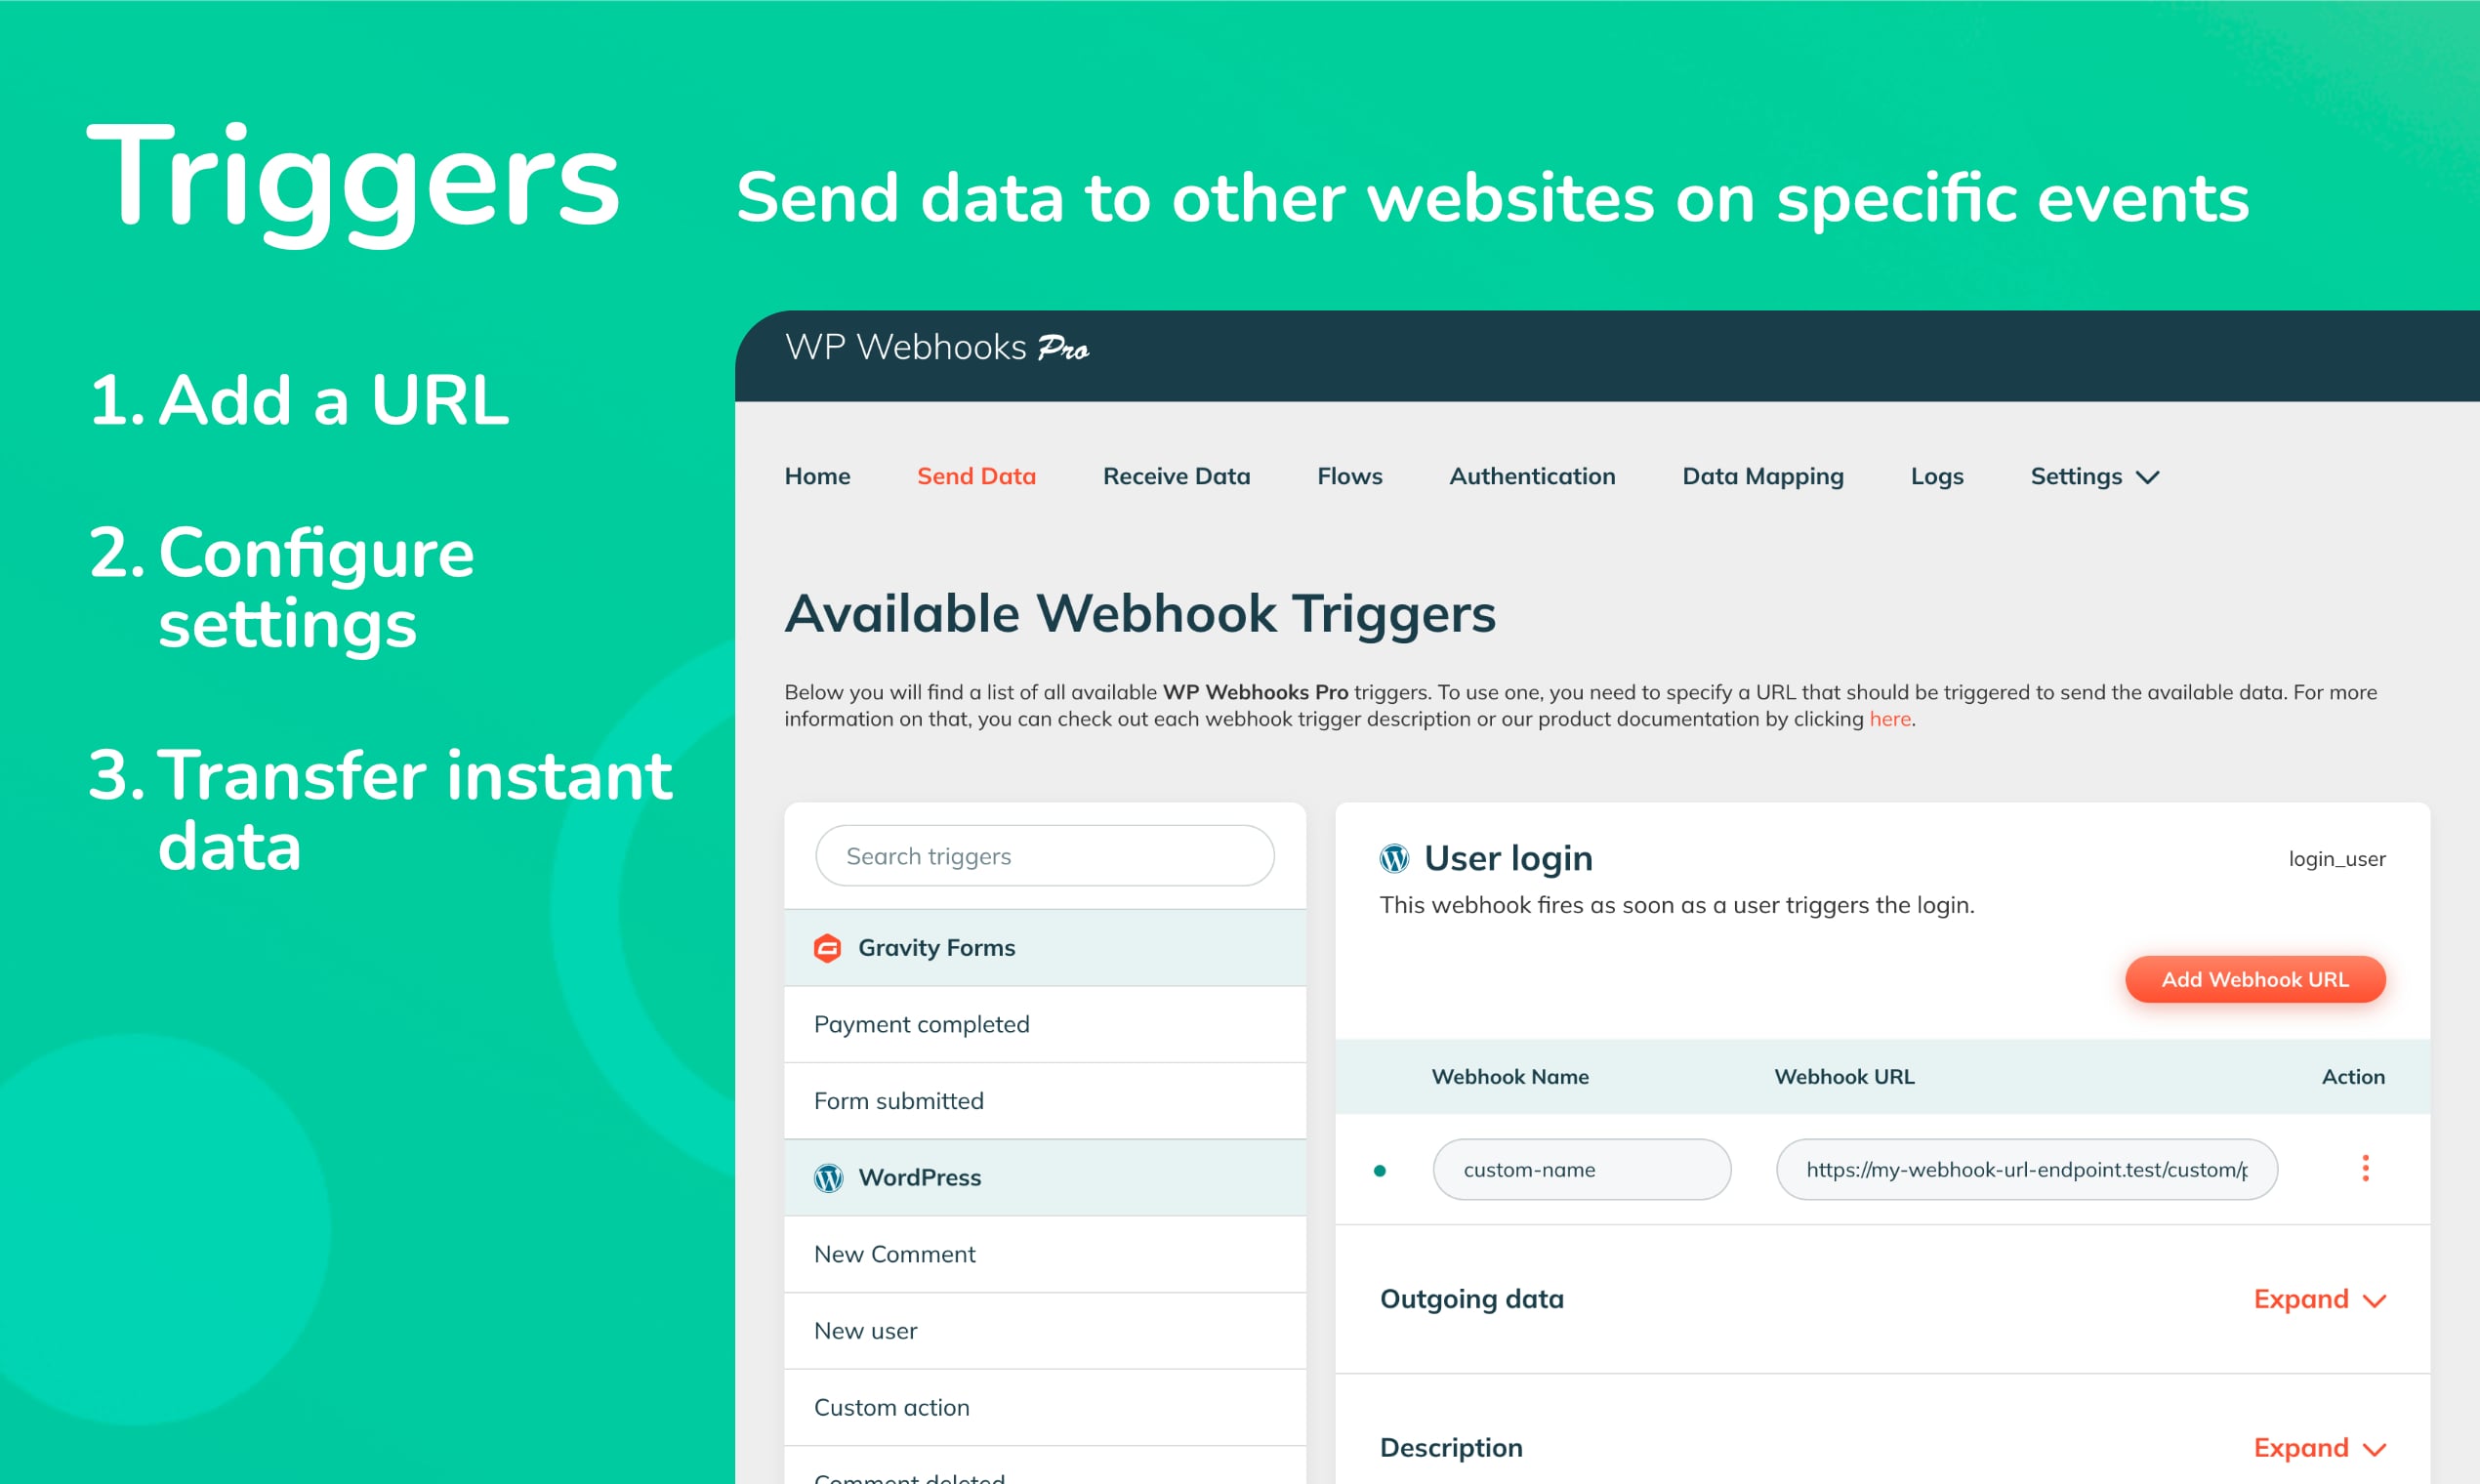 Triggers
Send data to other websites on specific events
1. Add a URL
2. Configure
settings
3. Transfer instant
data
WP Webhooks Pro
Home Send Data Receive Data Flows Authentication Data Mapping Logs Settings
Available Webhook Triggers
Below you will find a list of all available WP Webhooks Pro triggers. To use one, you need to specify a URL that should be triggered to send the available data. For more
information on that, you can check out each webhook trigger description or our product documentation by clicking here.
Search triggers
Gravity Forms
Payment completed
Form submitted
WordPress
New Comment
New user
Custom action
Comment deleted
User login
login_user
This webhook fires as soon as a user triggers the login.
Add Webhook URL
Webhook Name Webhook URL Action
custom-name https://my-webhook-url-endpoint.test/custom/p
Outgoing data Expand
Description Expand